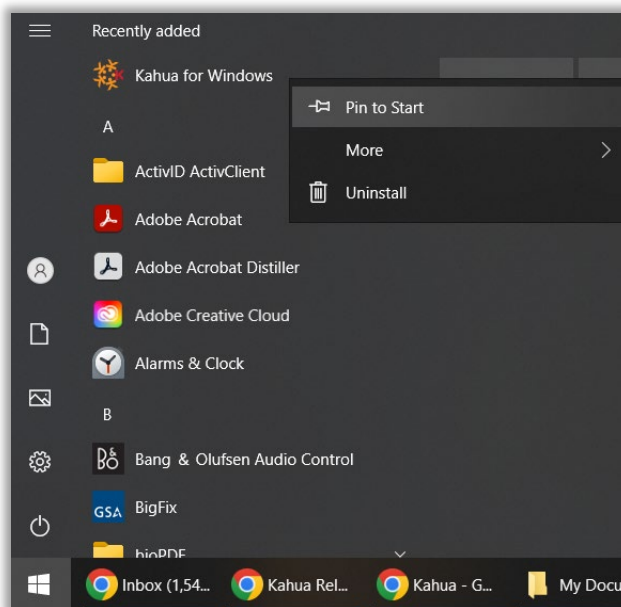 Recently added
Kahua for Windows
Pin to Start
A
More
ActivID ActivClient
Uninstall
Adobe Acrobat
Adobe Acrobat Distiller
Adobe Creative Cloud
Alarms & Clock
B
B&O
Bang & Olufsen Audio Control
GSA
BigFix
bioPDF
Inbox (1,54...
Kahua Rel...
Kahua - G...
My Docu